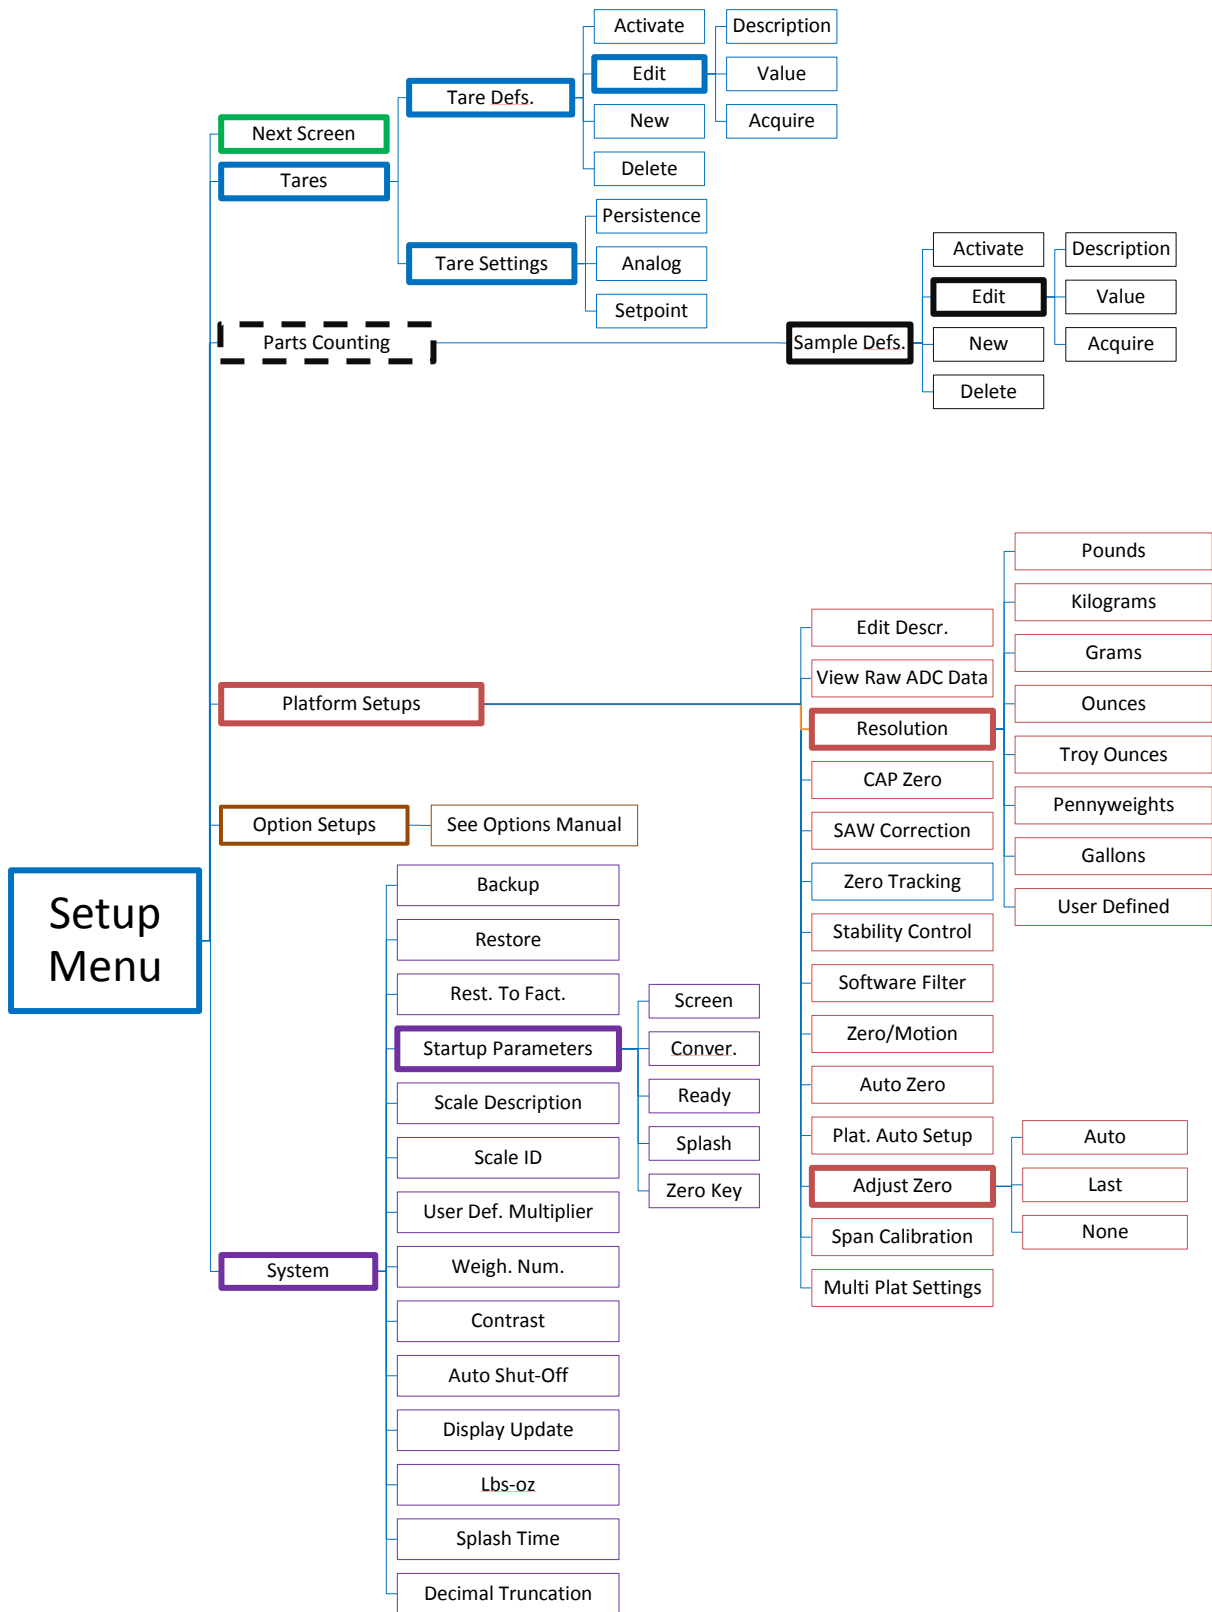 Setup
Menu
Next Screen
Tares
Tare Defs.
Activate
Edit
Description
Value
Acquire
New
Delete
Tare Settings
Persistence
Analog
Setpoint
Parts Counting
Sample Defs.
Activate
Edit
Description
Value
Acquire
New
Delete
Platform Setups
Edit Descr.
View Raw ADC Data
Resolution
Pounds
Kilograms
Grams
Ounces
Troy Ounces
Pennyweights
Gallons
User Defined
CAP Zero
SAW Correction
Zero Tracking
Stability Control
Software Filter
Zero/Motion
Auto Zero
Plat. Auto Setup
Adjust Zero
Auto
Last
None
Span Calibration
Multi Plat Settings
Option Setups
See Options Manual
System
Backup
Restore
Rest. To Fact.
Startup Parameters
Screen
Conver.
Ready
Splash
Zero Key
Scale Description
Scale ID
User Def. Multiplier
Weigh. Num.
Contrast
Auto Shut-Off
Display Update
Lbs-oz
Splash Time
Decimal Truncation